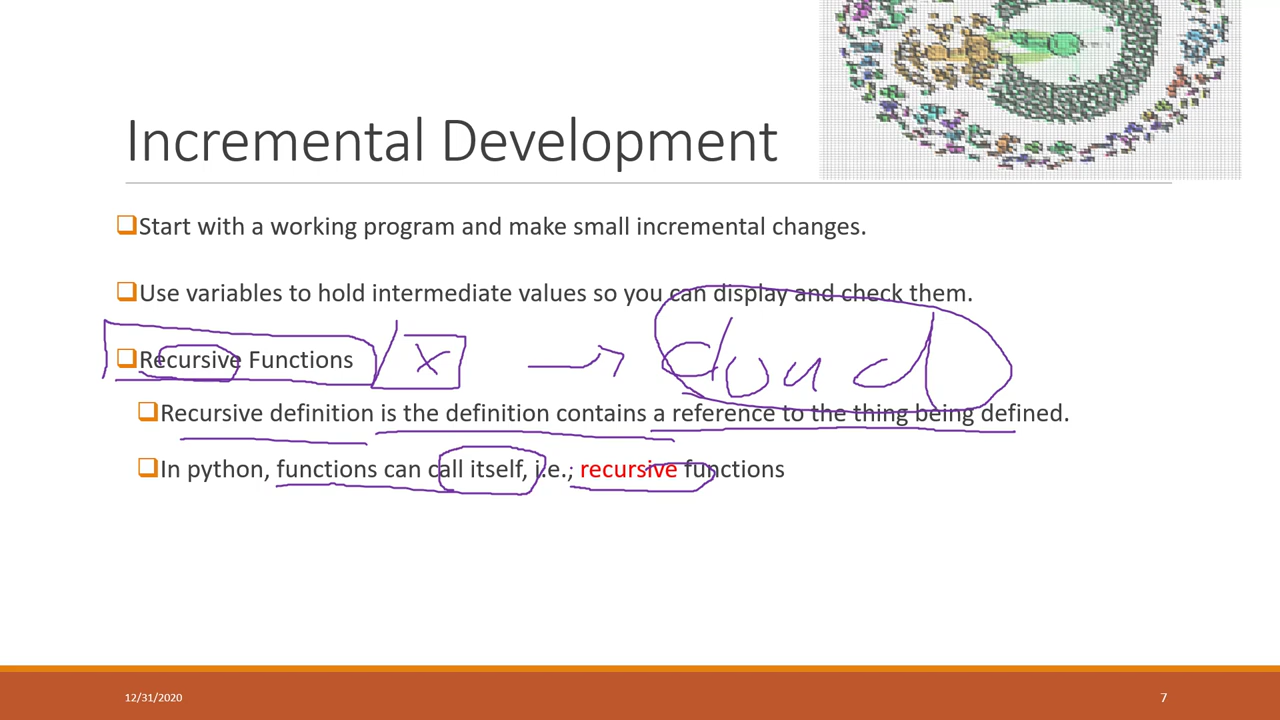 Incremental Development
Start with a working program and make small incremental changes.
Use variables to hold intermediate values so you can display and check them.
Recursive Functions
x
Recursive definition is the definition contains a reference to the thing being defined.
In python, functions can call itself, i.e.; recursive functions
12/31/2020
7